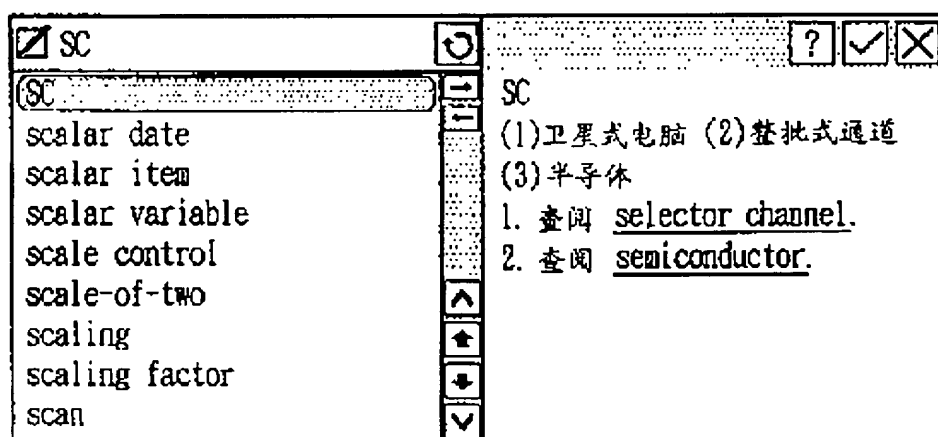 SC
SC
scalar date
scalar item
scalar variable
scale control
scale-of-two
scaling
scaling factor
scan
?
SC
(1)卫星式电脑 (2)整批式通道
(3)半导体
1. 查阅 selector channel.
2. 查阅 semiconductor.